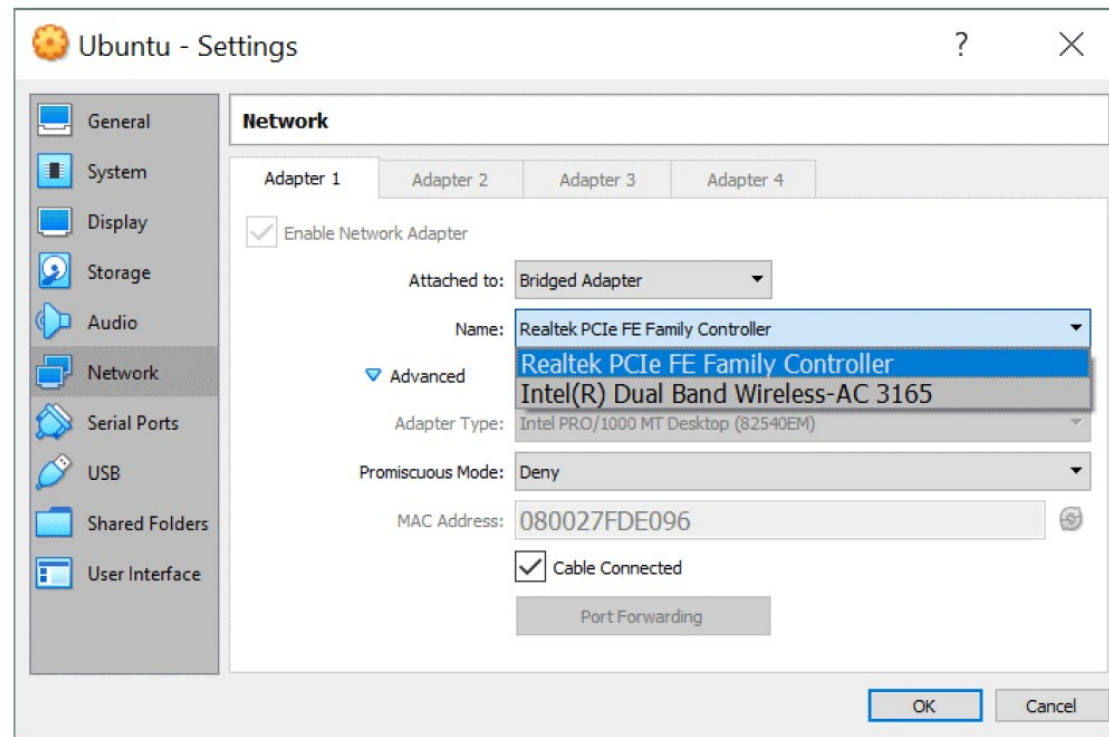 Ubuntu - Settings
?
General
System
Display
Storage
Audio
Network
Serial Ports
USB
Shared Folders
User Interface
Network
Adapter 1
Adapter 2
Adapter 3
Adapter 4
Enable Network Adapter
Attached to: Bridged Adapter
Name: Realtek PCIe FE Family Controller
Realtek PCIe FE Family Controller
Intel(R) Dual Band Wireless-AC 3165
Advanced
Adapter Type: Intel PRO/1000 MT Desktop (82540EM)
Promiscuous Mode: Deny
MAC Address: 080027FDE096
Cable Connected
Port Forwarding
OK
Cancel